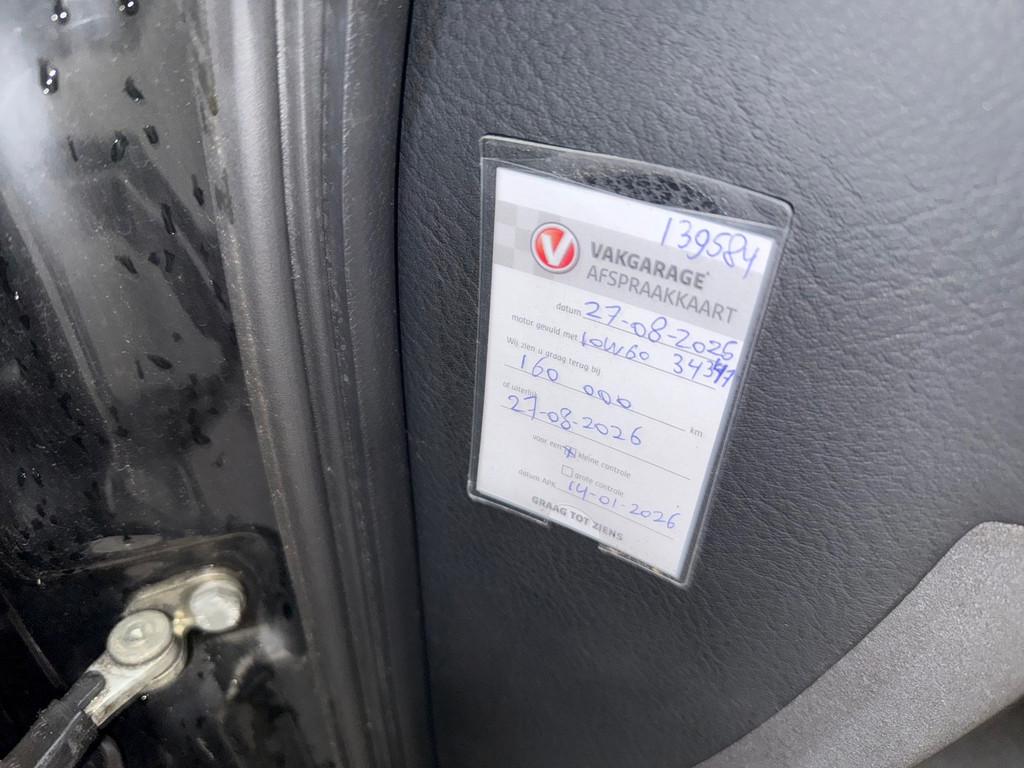 139584
V
VAKGARAGE
AFSPRAAKKAART
datum 27-08-2025
motor gevuld met 10W60
Wij zien u graag terug bij
160 000 km
of uiterlijk
27-08-2026
voor een kleine controle
grote controle
datum APK 14-01-2026
GRAAG TOT ZIENS